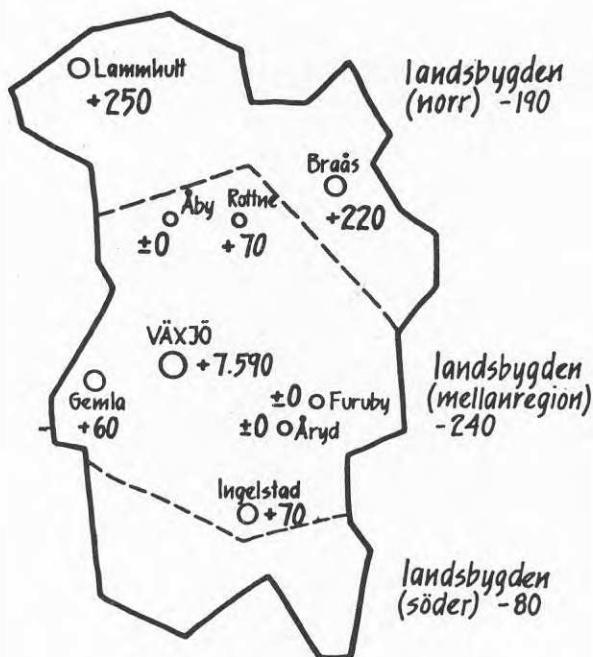 Lammhult
+250
landsbygden
(norr) -190
Braås
+220
Åby
±0
Rottne
+70
VÄXJÖ
+7.590
Gemla
+60
±0 Furuby
±0 Åryd
landsbygden
(mellanregion)
-240
Ingelstad
+70
landsbygden
(söder) -80